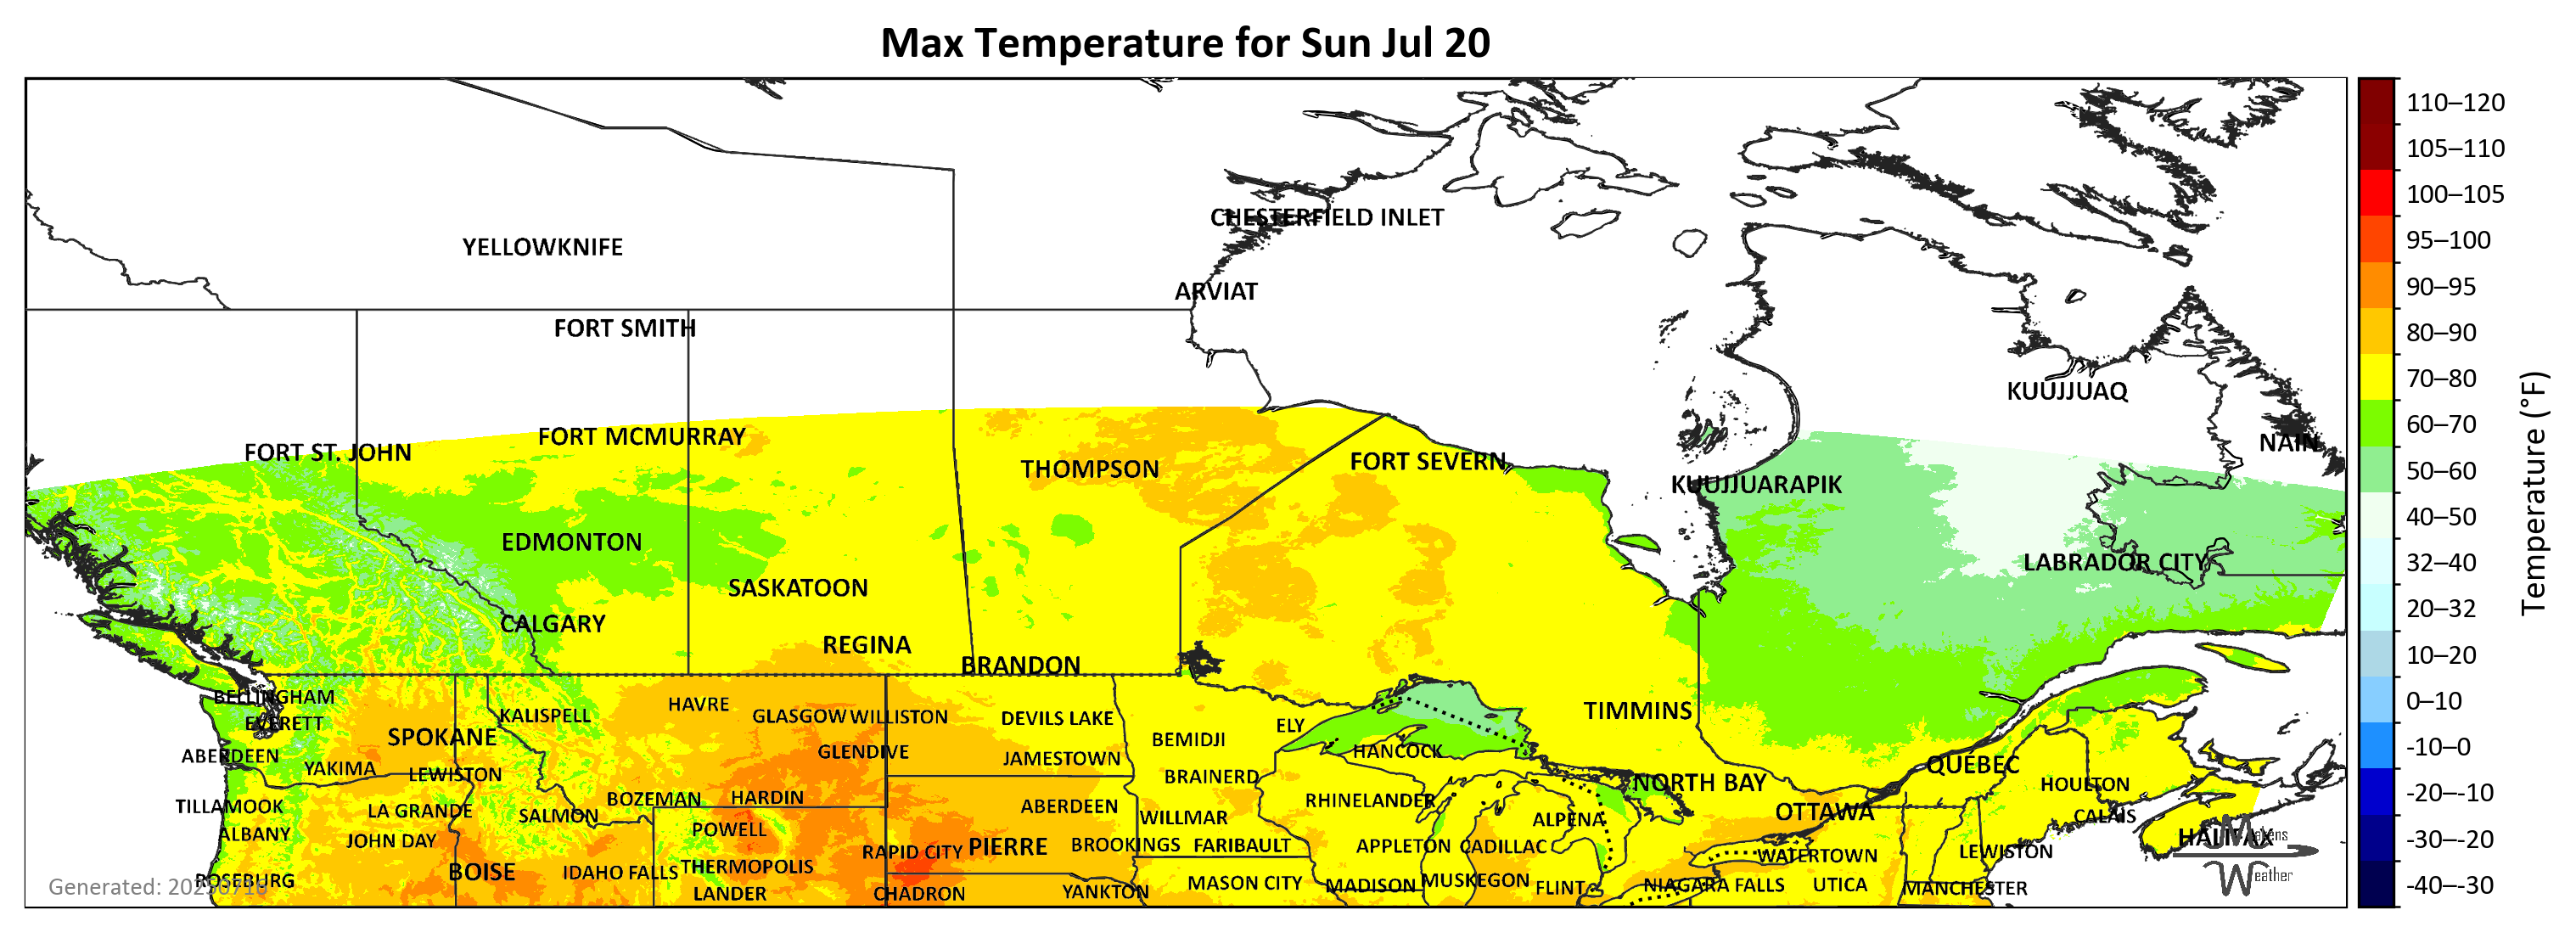 Max Temperature for Sun Jul 20
CHESTERFIELD INLET
YELLOWKNIFE
ARVIAT
FORT SMITH
KUUJJUAQ
FORT MCMURRAY
NAIN
FORT ST. JOHN
FORT SEVERN
THOMPSON
KUUJJUARAPIK
EDMONTON
LABRADOR CITY
SASKATOON
CALGARY
REGINA
BRANDON
BELLINGHAM
HAVRE
EVERETT
KALISPELL
GLASGOW WILLISTON
DEVILS LAKE
TIMMINS
ELY
SPOKANE
BEMIDJI
ABERDEEN
GLENDIVE
JAMESTOWN
HANCOCK
QUÉBEC
YAKIMA
LEWISTON
BRAINERD
NORTH BAY
HOULTON
TILLAMOOK
LA GRANDE
SALMON
BOZEMAN
HARDIN
ABERDEEN
RHINELANDER
OTTAWA
CALAIS
ALBANY
JOHN DAY
POWELL
WILLMAR
ALPENA
HALIFAX
RAPID CITY
PIERRE
BROOKINGS
FARIBAULT
APPLETON
CADILLAC
WATERTOWN
LEWISTON
BOISE
IDAHO FALLS
THERMOPOLIS
ROSEBURG
LANDER
CHADRON
YANKTON
MASON CITY
MADISON
MUSKEGON
FLINT
NIAGARA FALLS
UTICA
MANCHESTER
Generated: 20250716
Makens
Weather
110–120
105–110
100–105
95–100
90–95
80–90
70–80
60–70
50–60
40–50
32–40
20–32
10–20
0–10
-10–0
-20–-10
-30–-20
-40–-30
Temperature (°F)